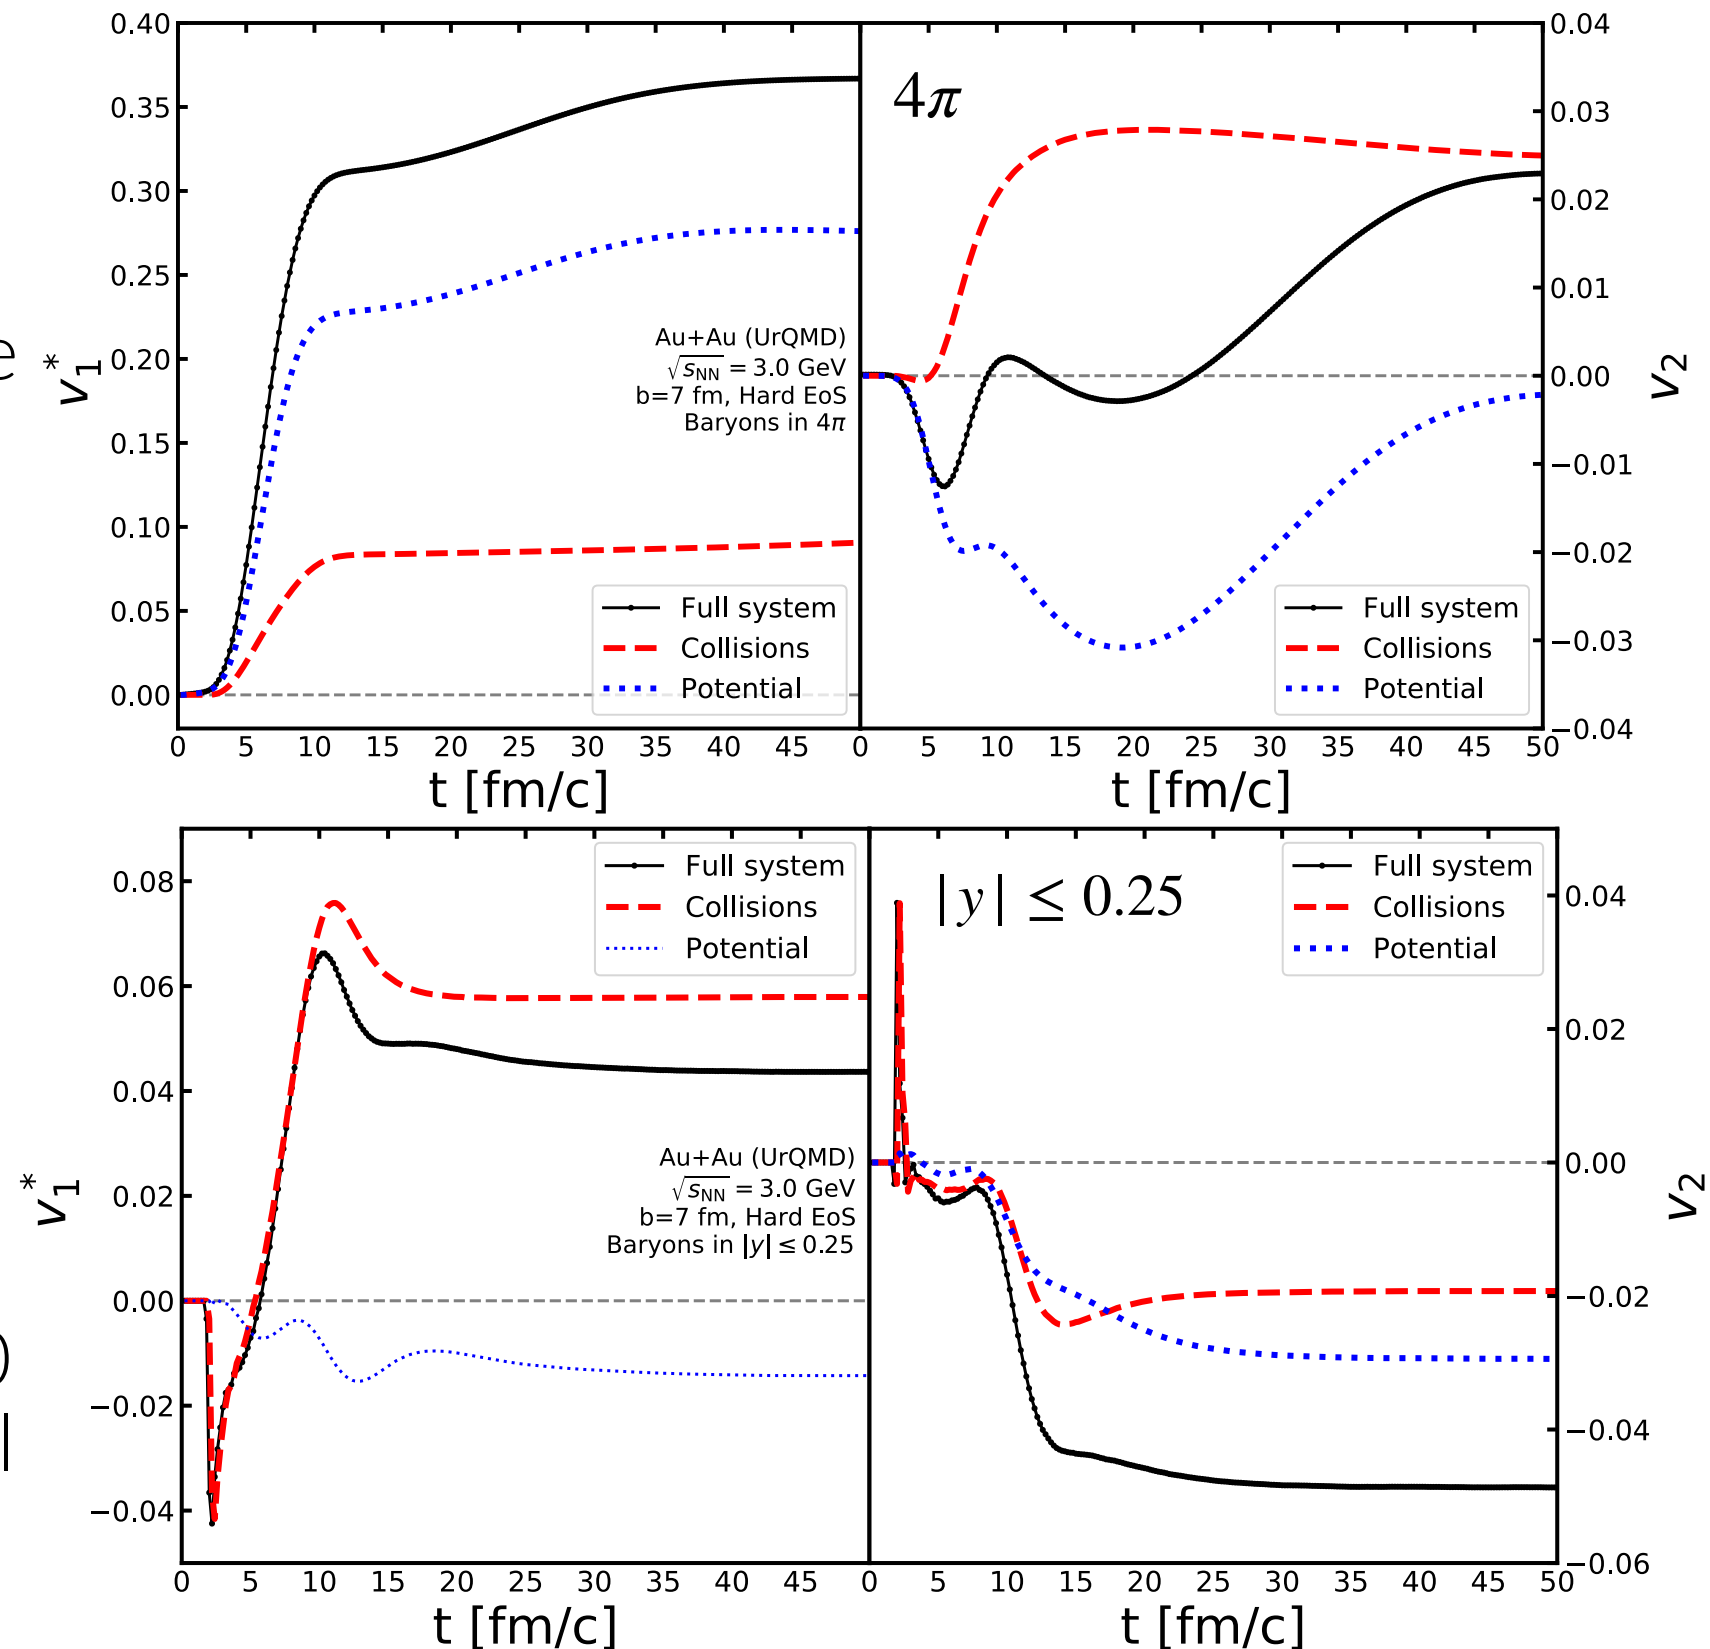 0.40
0.35
0.30
0.25
0.20
0.15
0.10
0.05
0.00
v₁*
0 5 10 15 20 25 30 35 40 45
t [fm/c]
Au+Au (UrQMD)
√sNN = 3.0 GeV
b=7 fm, Hard EoS
Baryons in 4π
Full system
Collisions
Potential
4π
0.04
0.03
0.02
0.01
0.00
−0.01
−0.02
−0.03
−0.04
v₂
0 5 10 15 20 25 30 35 40 45 50
t [fm/c]
Full system
Collisions
Potential
0.08
0.06
0.04
0.02
0.00
−0.02
−0.04
v₁*
0 5 10 15 20 25 30 35 40 45
t [fm/c]
Full system
Collisions
Potential
Au+Au (UrQMD)
√sNN = 3.0 GeV
b=7 fm, Hard EoS
Baryons in |y| ≤ 0.25
|y| ≤ 0.25
Full system
Collisions
Potential
0.04
0.02
0.00
−0.02
−0.04
−0.06
v₂
0 5 10 15 20 25 30 35 40 45 50
t [fm/c]